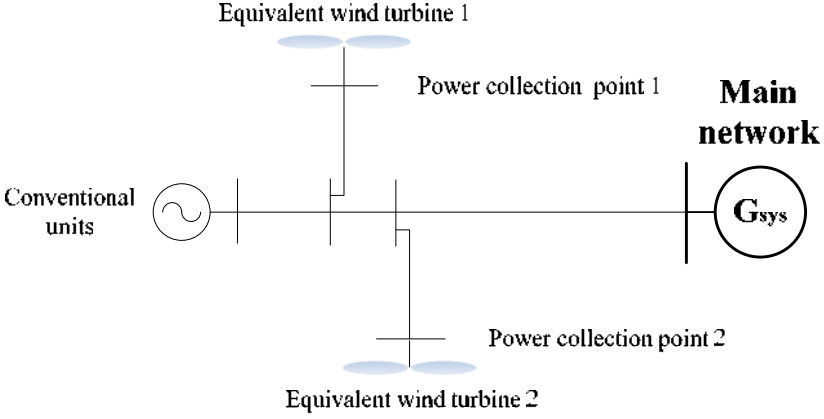 Equivalent wind turbine 1
Power collection point 1
Main
network
Conventional
units
Gsys
Power collection point 2
Equivalent wind turbine 2